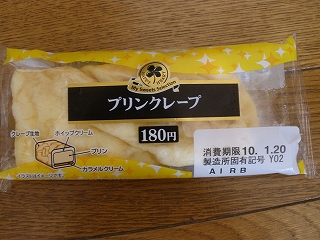 My Sweets Selection
プリンクレープ
180円
クレープ生地
ホイップクリーム
プリン
カラメルクリーム
消費期限 10. 1.20
製造所固有記号 Y02
A I R B